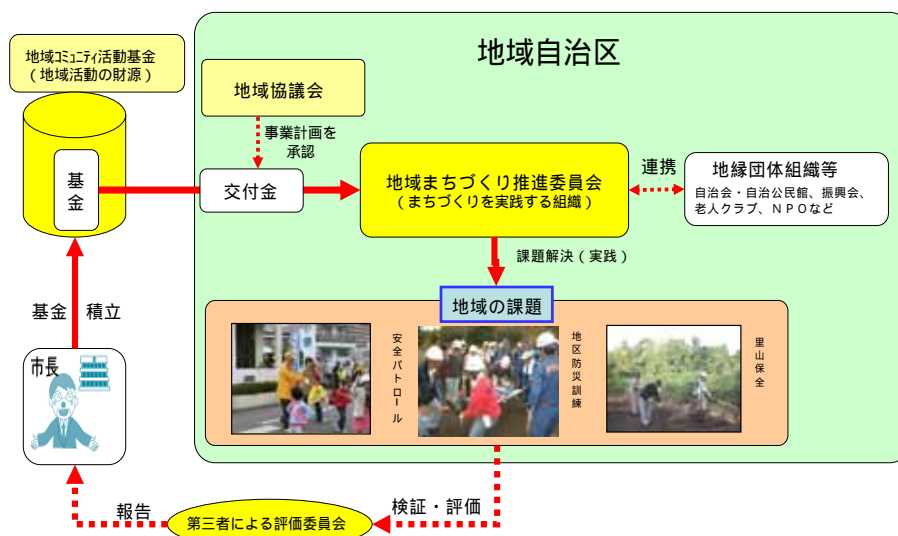 地域自治区
地域コミュニティ活動基金
(地域活動の財源)
地域協議会
事業計画を
承認
基金
交付金
地域まちづくり推進委員会
(まちづくりを実践する組織)
連携
地縁団体組織等
自治会・自治公民館、振興会、
老人クラブ、NPOなど
課題解決(実践)
地域の課題
安全パトロール
地区防災訓練
里山保全
基金 積立
市長
報告
第三者による評価委員会
検証・評価